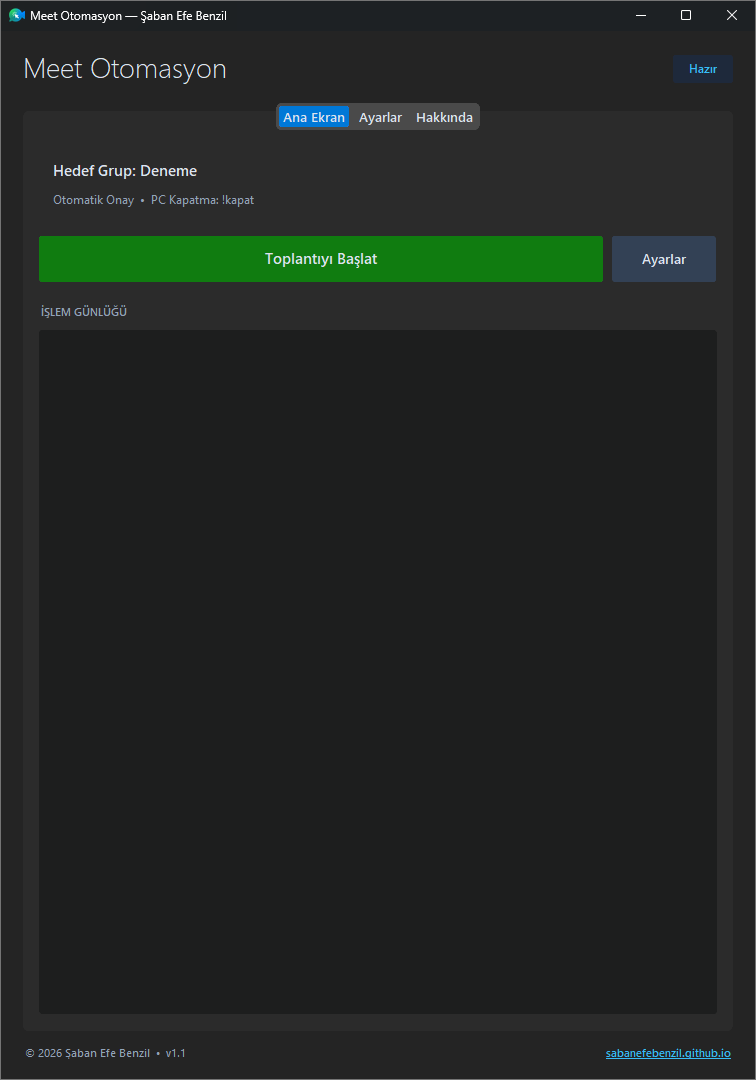 Meet Otomasyon — Şaban Efe Benzil
Meet Otomasyon
Hazır
Ana Ekran Ayarlar Hakkında
Hedef Grup: Deneme
Otomatik Onay • PC Kapatma: !kapat
Toplantıyı Başlat
Ayarlar
İŞLEM GÜNLÜĞÜ
© 2026 Şaban Efe Benzil • v1.1
sabanefebenzil.github.io